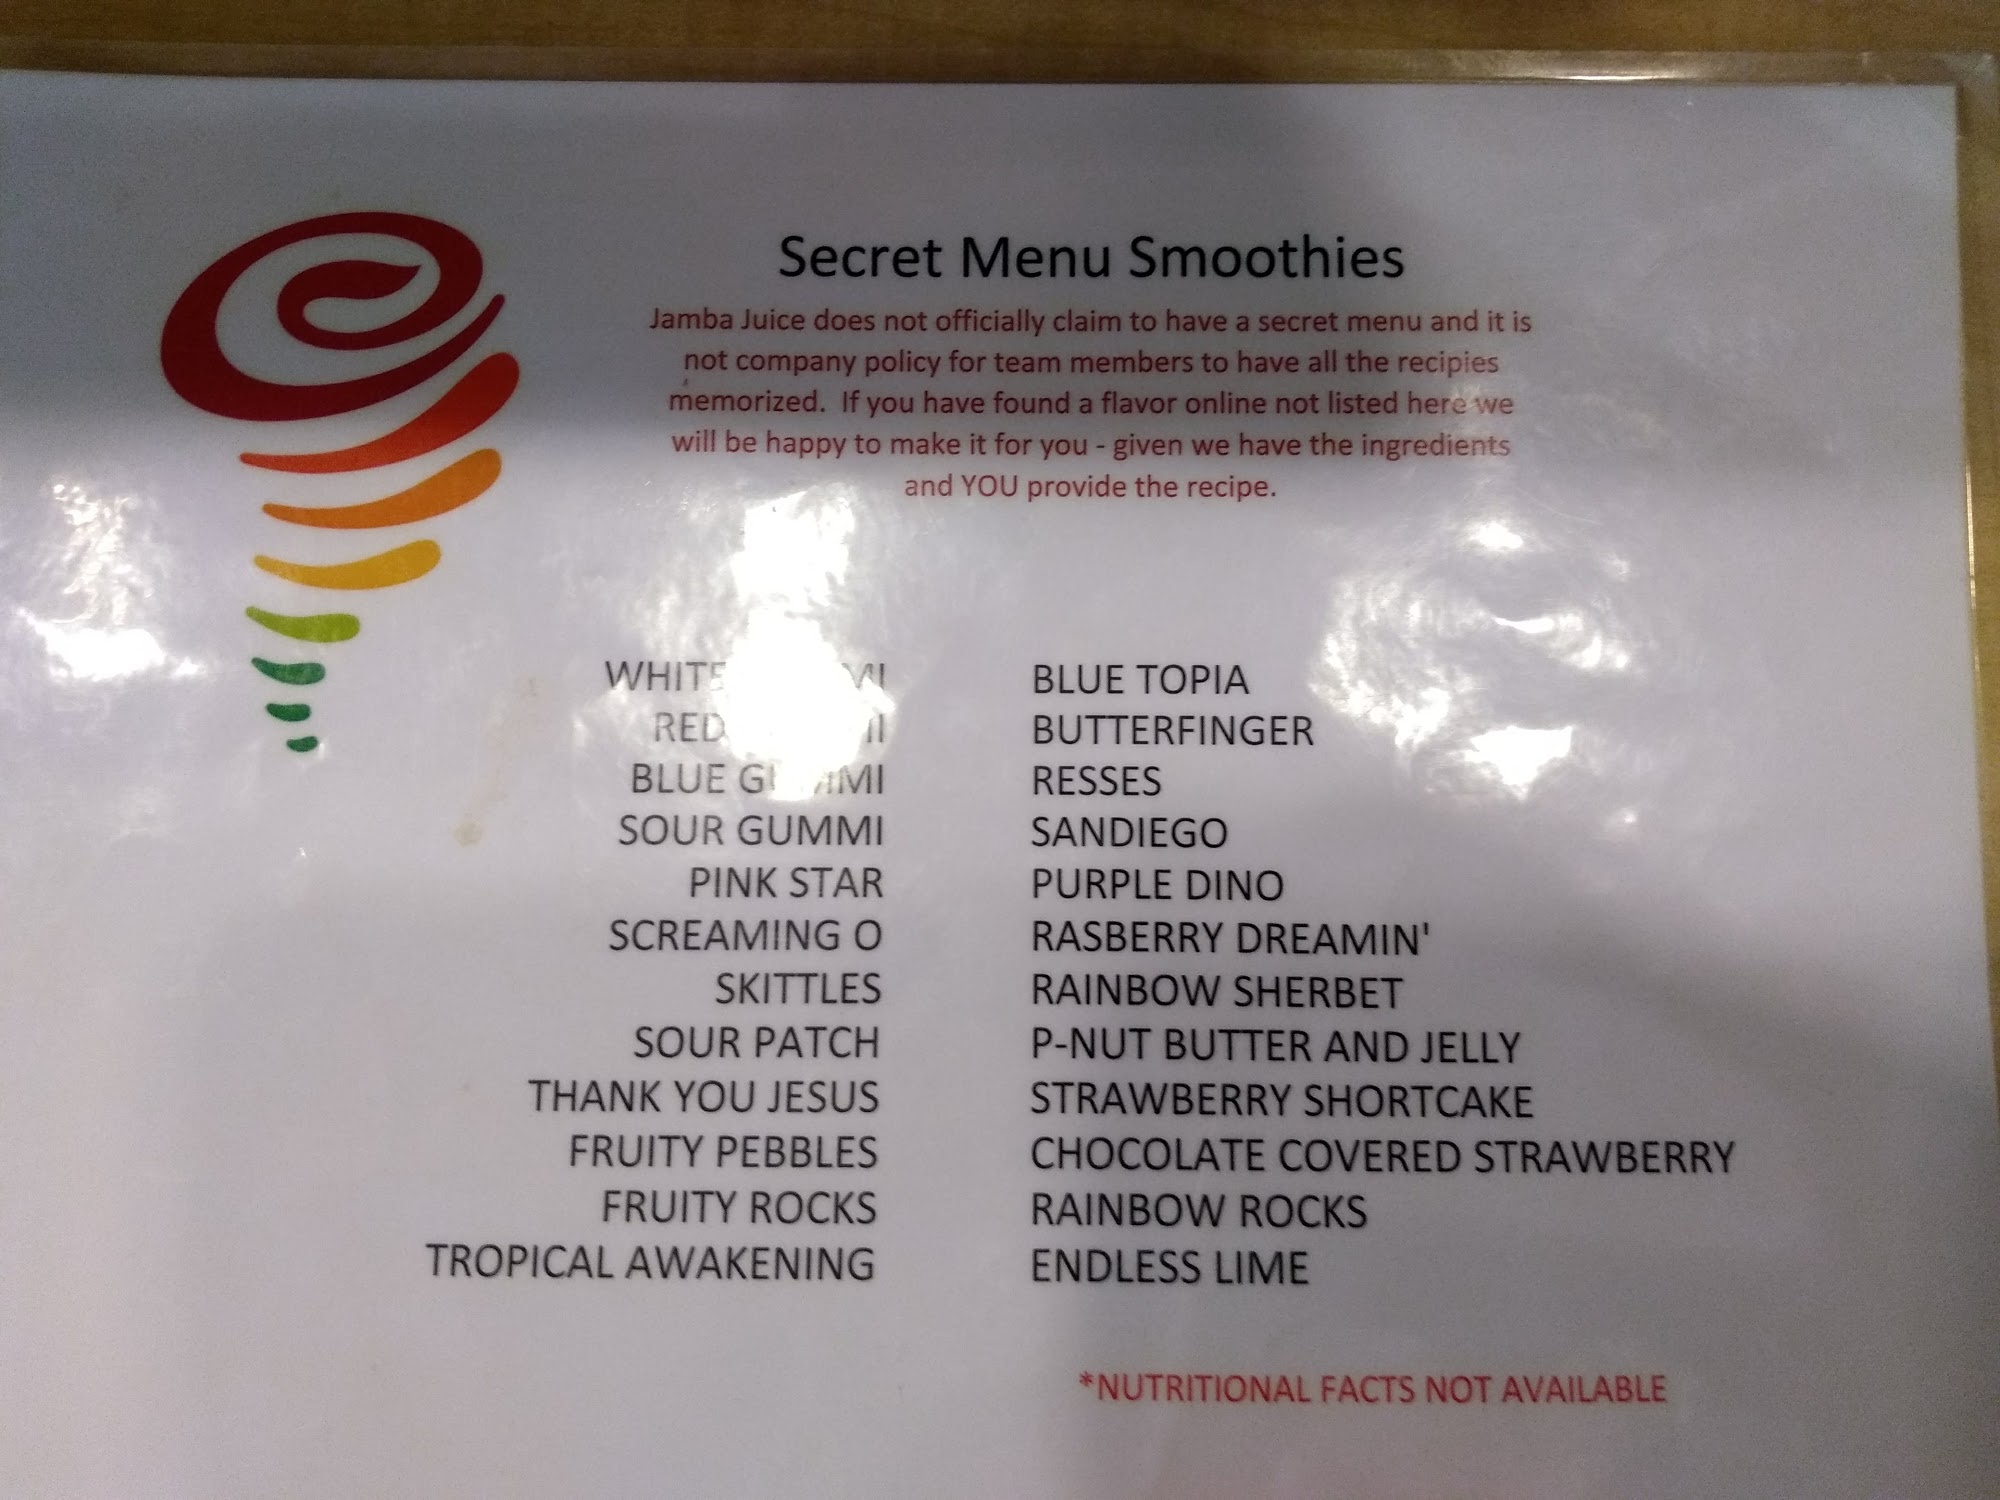 Secret Menu Smoothies
Jamba Juice does not officially claim to have a secret menu and it is
not company policy for team members to have all the recipies
memorized. If you have found a flavor online not listed here we
will be happy to make it for you - given we have the ingredients
and YOU provide the recipe.
WHITE
RED
BLUE GUMMI
SOUR GUMMI
PINK STAR
SCREAMING O
SKITTLES
SOUR PATCH
THANK YOU JESUS
FRUITY PEBBLES
FRUITY ROCKS
TROPICAL AWAKENING
BLUE TOPIA
BUTTERFINGER
RESSES
SANDIEGO
PURPLE DINO
RASBERRY DREAMIN'
RAINBOW SHERBET
P-NUT BUTTER AND JELLY
STRAWBERRY SHORTCAKE
CHOCOLATE COVERED STRAWBERRY
RAINBOW ROCKS
ENDLESS LIME
*NUTRITIONAL FACTS NOT AVAILABLE